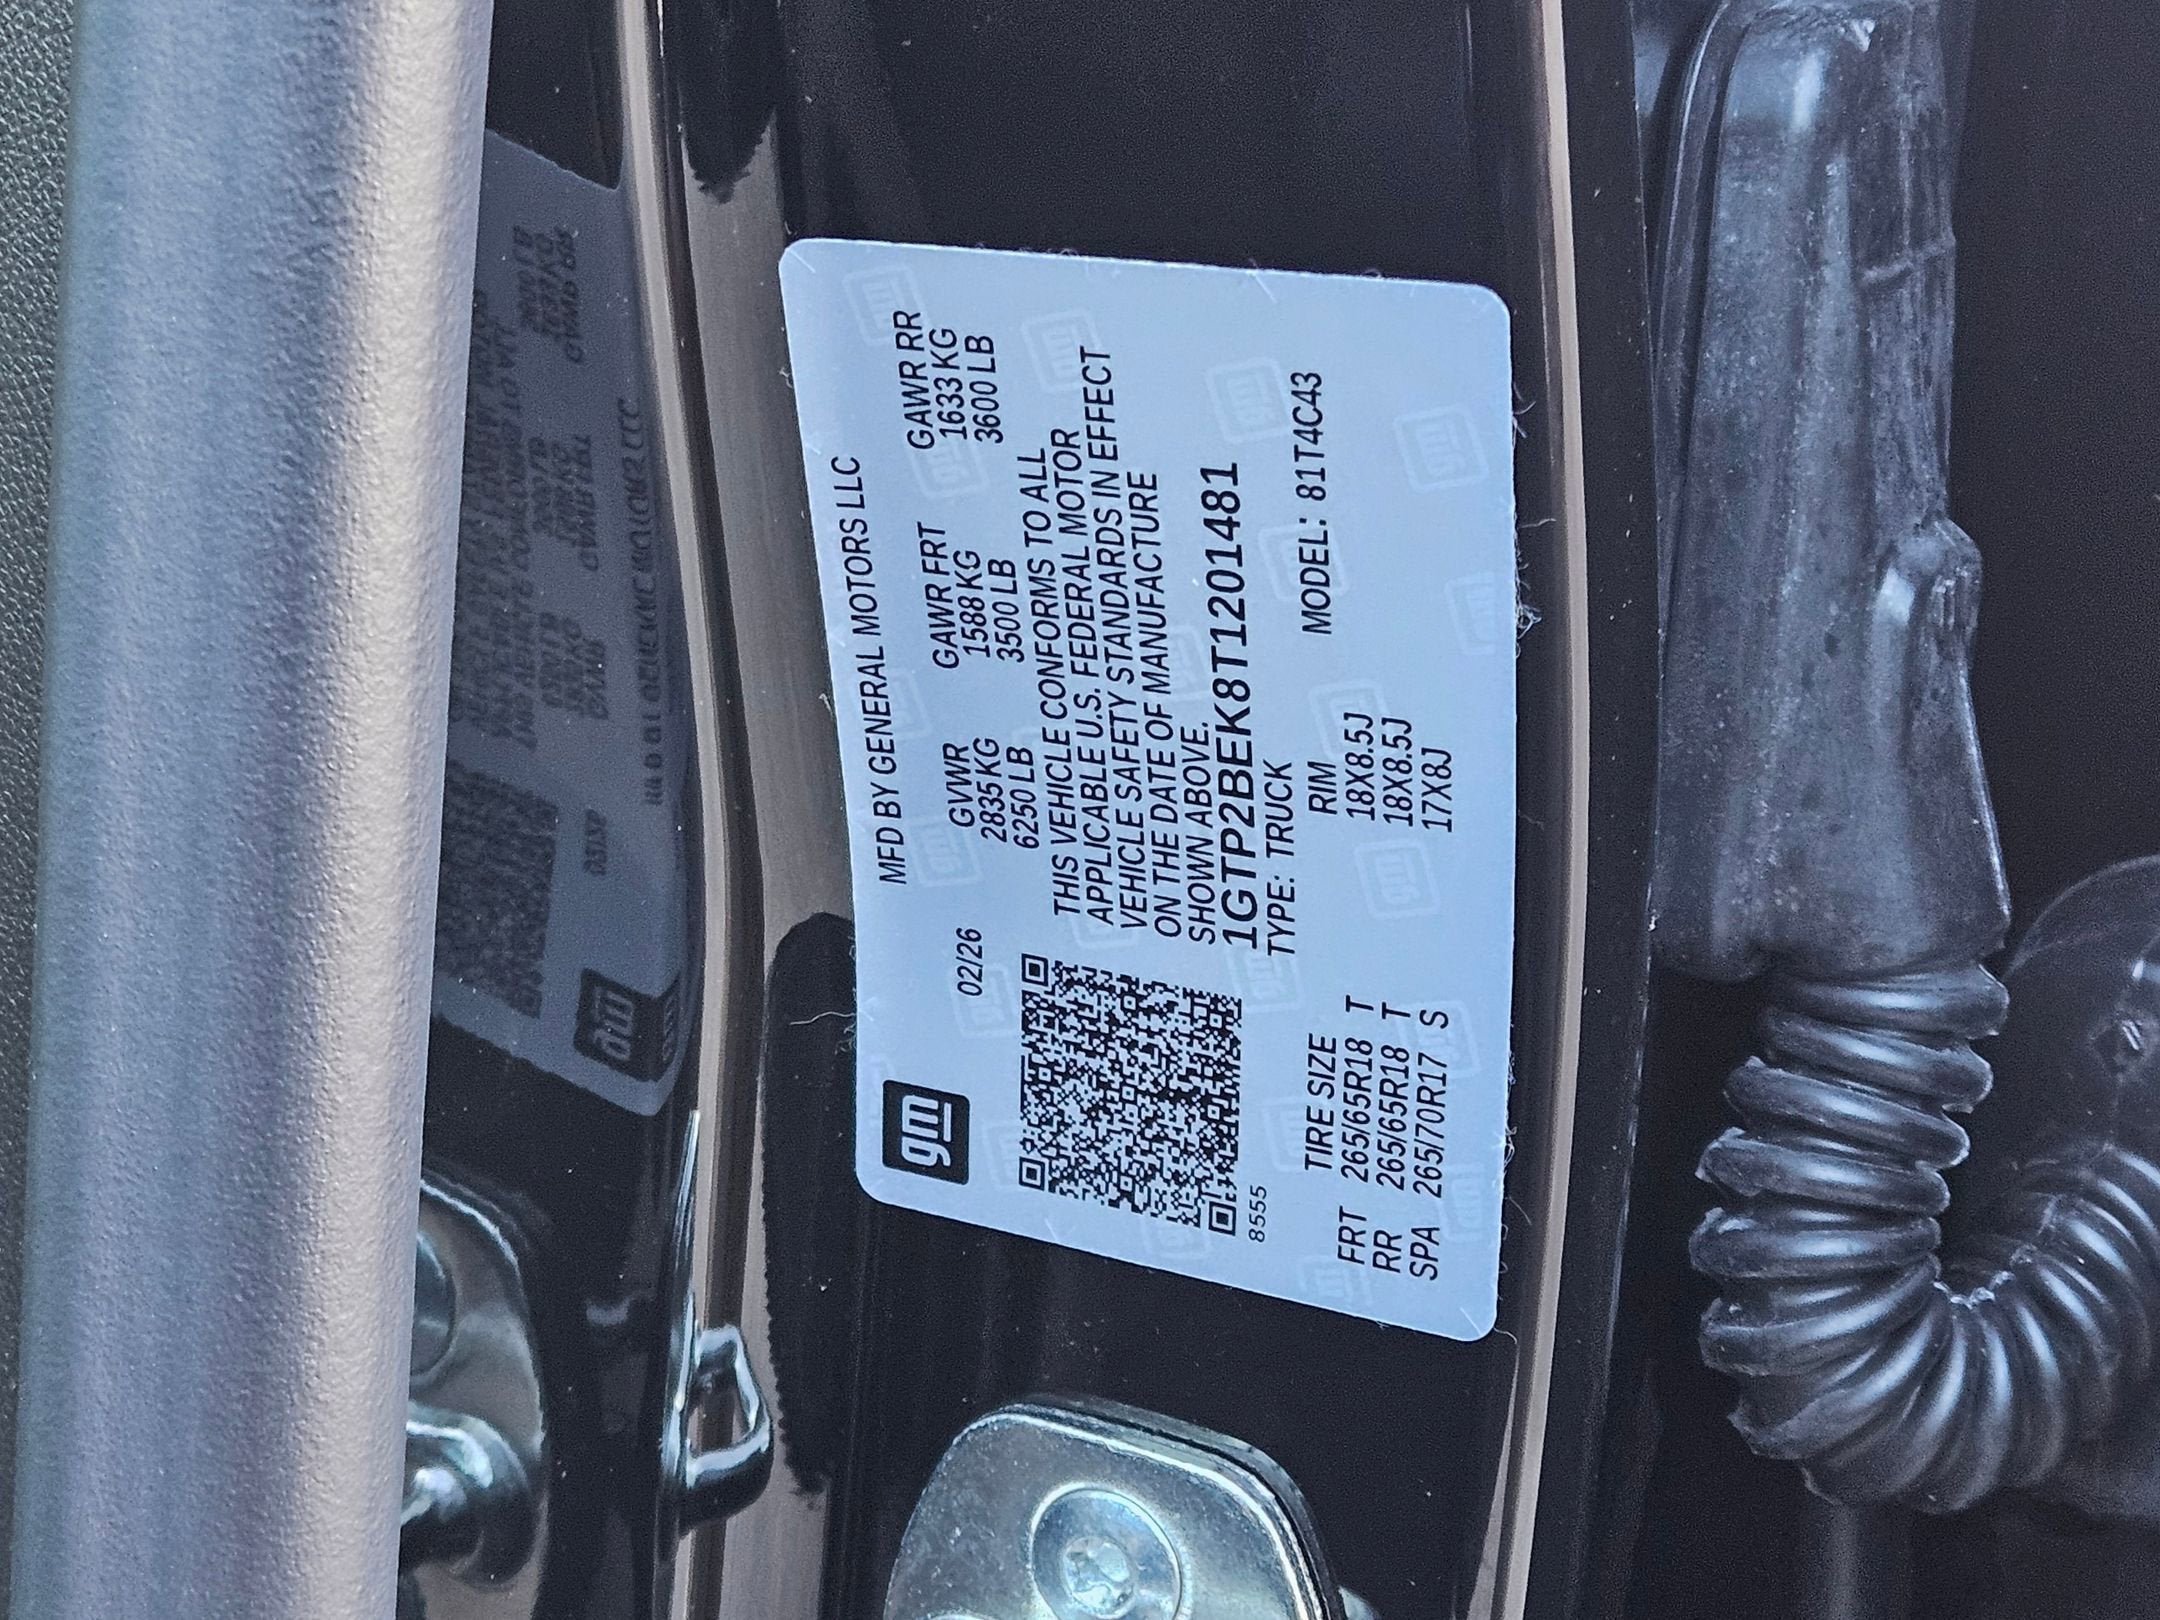 gm
MFD BY GENERAL MOTORS LLC
02/26
GVWR GAWR FRT GAWR RR
2835 KG 1588 KG 1633 KG
6250 LB 3500 LB 3600 LB
THIS VEHICLE CONFORMS TO ALL
APPLICABLE U.S. FEDERAL MOTOR
VEHICLE SAFETY STANDARDS IN EFFECT
ON THE DATE OF MANUFACTURE
SHOWN ABOVE.
1GTP2BEK8T1201481
TYPE: TRUCK MODEL: 81T4C43
8555
TIRE SIZE RIM
FRT 265/65R18 T 18X8.5J
RR 265/65R18 T 18X8.5J
SPA 265/70R17 S 17X8J